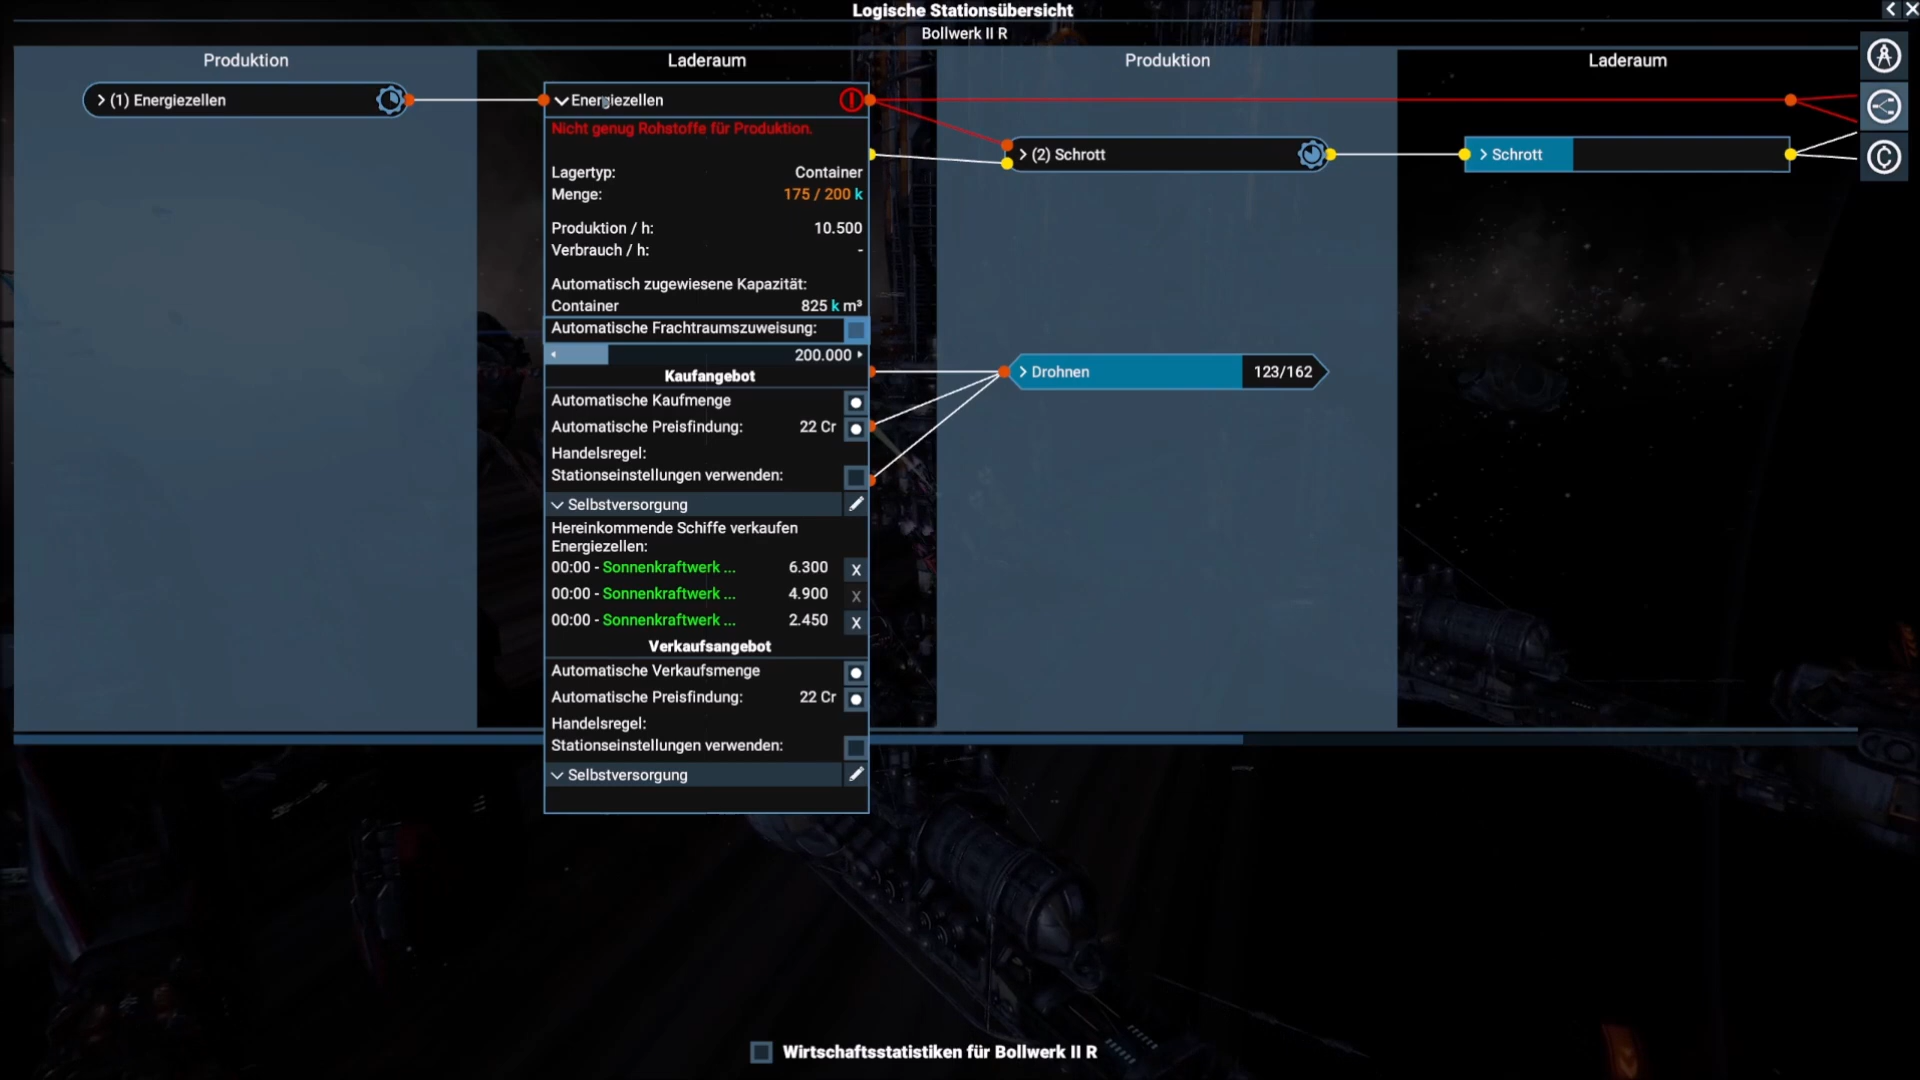 Logische Stationsübersicht
Bollwerk II R
Produktion
Laderaum
Produktion
Laderaum
(1) Energiezellen
Energiezellen
Nicht genug Rohstoffe für Produktion.
Lagertyp: Container
Menge: 175 / 200 k
Produktion / h: 10.500
Verbrauch / h: -
Automatisch zugewiesene Kapazität:
Container 825 k m³
Automatische Frachtraumszuweisung:
200.000
Kaufangebot
Automatische Kaufmenge
Automatische Preisfindung: 22 Cr
Handelsregel:
Stationseinstellungen verwenden:
Selbstversorgung
Hereinkommende Schiffe verkaufen
Energiezellen:
00:00 - Sonnenkraftwerk ... 6.300 X
00:00 - Sonnenkraftwerk ... 4.900 X
00:00 - Sonnenkraftwerk ... 2.450 X
Verkaufsangebot
Automatische Verkaufsmenge
Automatische Preisfindung: 22 Cr
Handelsregel:
Stationseinstellungen verwenden:
Selbstversorgung
(2) Schrott
Drohnen 123/162
Schrott
Wirtschaftsstatistiken für Bollwerk II R